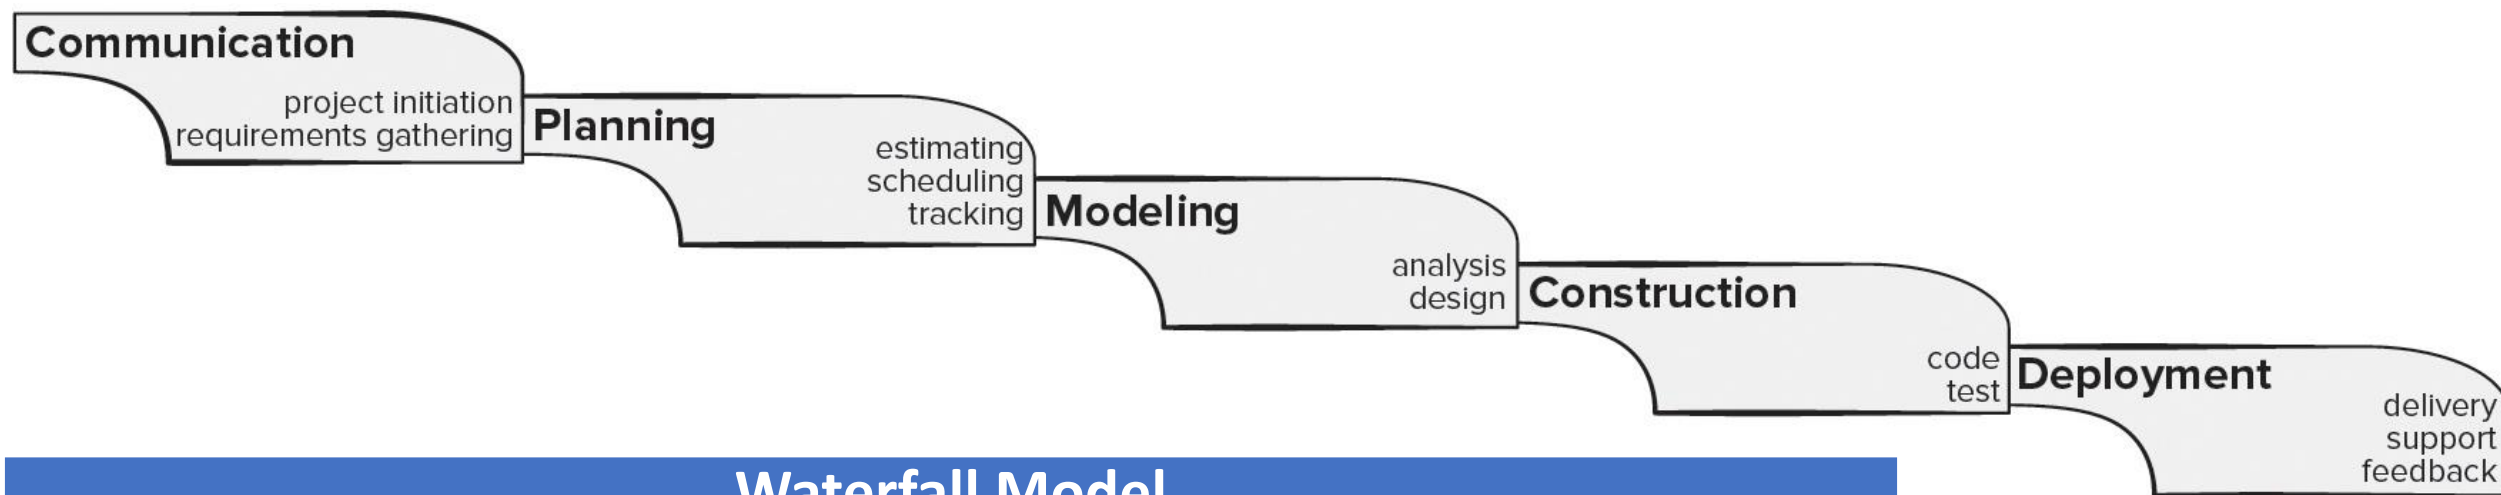 Communication
project initiation
requirements gathering
Planning
estimating
scheduling
tracking
Modeling
analysis
design
Construction
code
test
Deployment
delivery
support
feedback
Waterfall Model